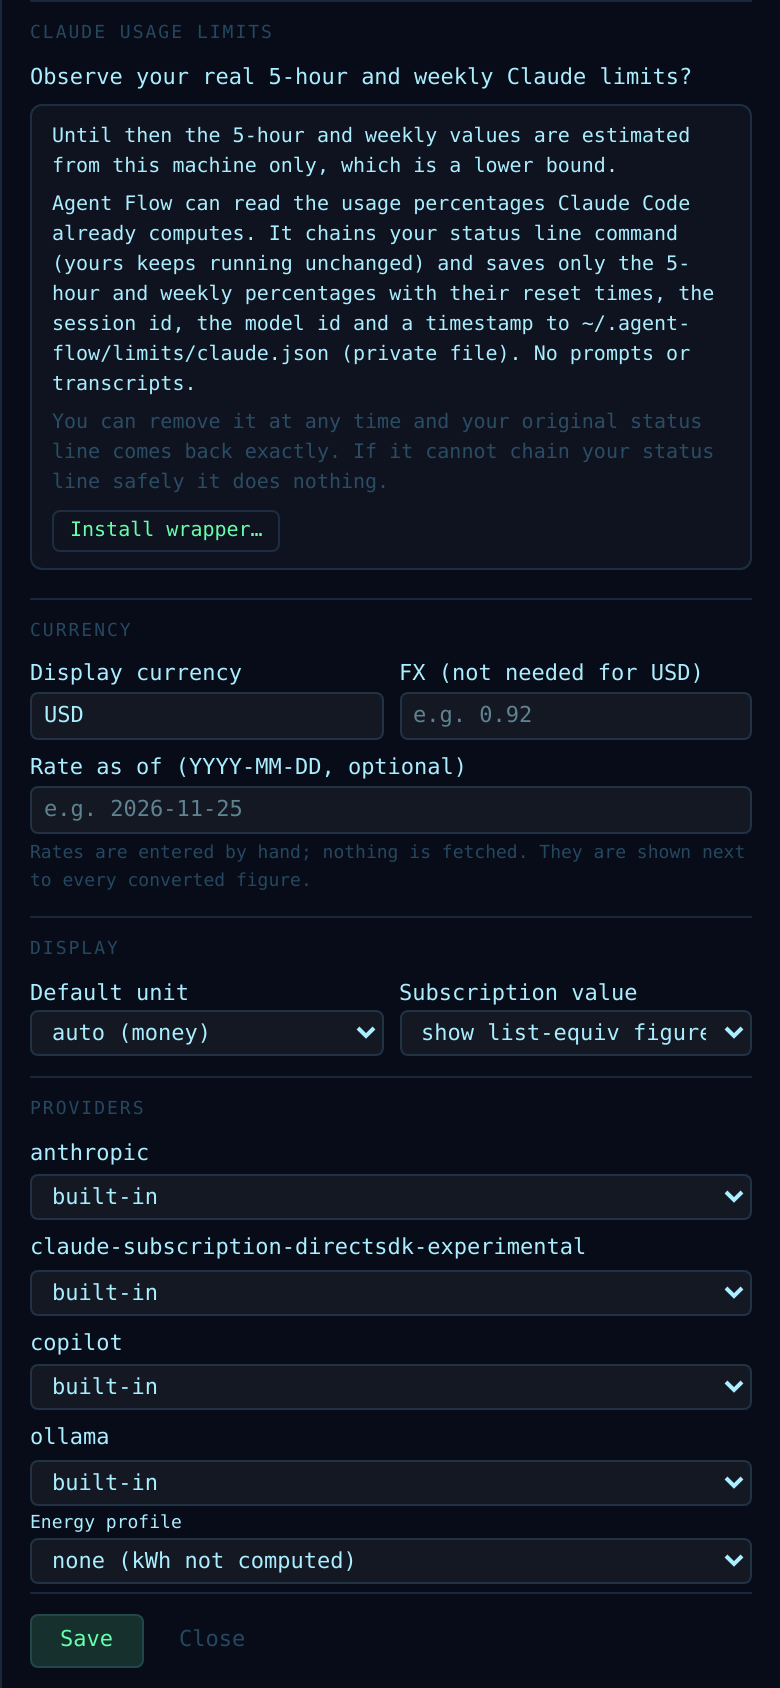 CLAUDE USAGE LIMITS
Observe your real 5-hour and weekly Claude limits?
Until then the 5-hour and weekly values are estimated
from this machine only, which is a lower bound.
Agent Flow can read the usage percentages Claude Code
already computes. It chains your status line command
(yours keeps running unchanged) and saves only the 5-
hour and weekly percentages with their reset times, the
session id, the model id and a timestamp to ~/.agent-
flow/limits/claude.json (private file). No prompts or
transcripts.
You can remove it at any time and your original status
line comes back exactly. If it cannot chain your status
line safely it does nothing.
Install wrapper…
CURRENCY
Display currency
FX (not needed for USD)
USD
e.g. 0.92
Rate as of (YYYY-MM-DD, optional)
e.g. 2026-11-25
Rates are entered by hand; nothing is fetched. They are shown next
to every converted figure.
DISPLAY
Default unit
Subscription value
auto (money)
show list-equiv figure
PROVIDERS
anthropic
built-in
claude-subscription-directsdk-experimental
built-in
copilot
built-in
ollama
built-in
Energy profile
none (kWh not computed)
Save
Close